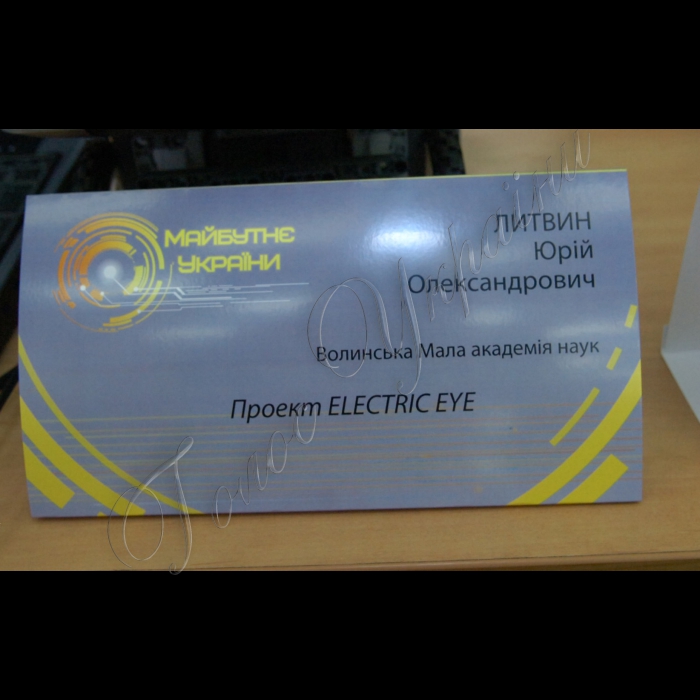 МАЙБУТНЄ
УКРАЇНИ
ЛИТВИН
Юрій
Олександрович
Волинська Мала академія наук
Проект ELECTRIC EYE
Голос України